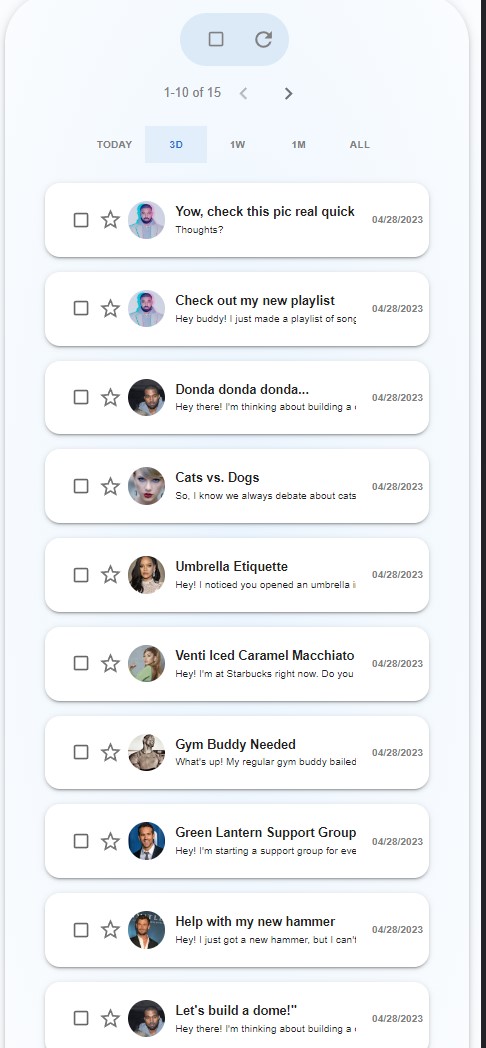 1-10 of 15
TODAY 3D 1W 1M ALL
Yow, check this pic real quick
Thoughts?
04/28/2023
Check out my new playlist
Hey buddy! I just made a playlist of song
04/28/2023
Donda donda donda...
Hey there! I'm thinking about building a
04/28/2023
Cats vs. Dogs
So, I know we always debate about cats
04/28/2023
Umbrella Etiquette
Hey! I noticed you opened an umbrella
04/28/2023
Venti Iced Caramel Macchiato
Hey! I'm at Starbucks right now. Do you
04/28/2023
Gym Buddy Needed
What's up! My regular gym buddy bailed
04/28/2023
Green Lantern Support Group
Hey! I'm starting a support group for eve
04/28/2023
Help with my new hammer
Hey! I just got a new hammer, but I can't
04/28/2023
Let's build a dome!"
Hey there! I'm thinking about building a
04/28/2023